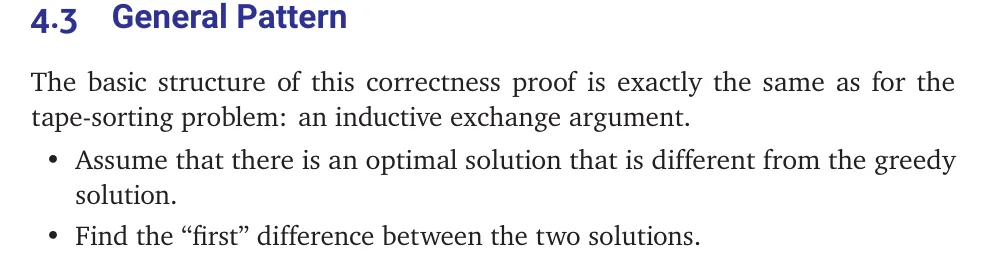 4.3 General Pattern
The basic structure of this correctness proof is exactly the same as for the
tape-sorting problem: an inductive exchange argument.
• Assume that there is an optimal solution that is different from the greedy
solution.
• Find the “first” difference between the two solutions.